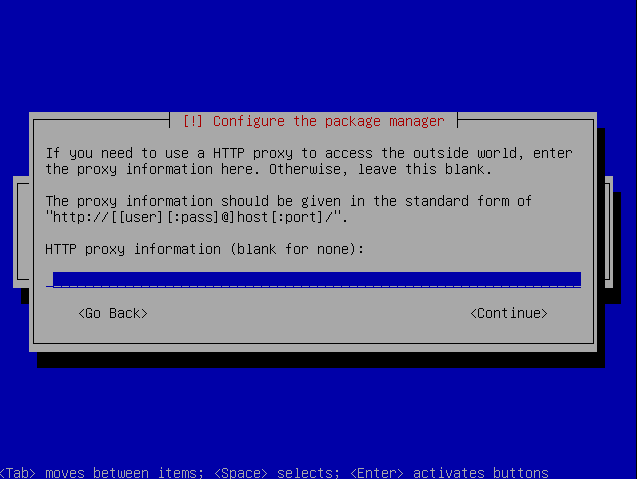 [!] Configure the package manager
If you need to use a HTTP proxy to access the outside world, enter
the proxy information here. Otherwise, leave this blank.
The proxy information should be given in the standard form of
"http://[[user][:pass]@]host[:port]/".
HTTP proxy information (blank for none):
<Go Back> <Continue>
<Tab> moves between items; <Space> selects; <Enter> activates buttons